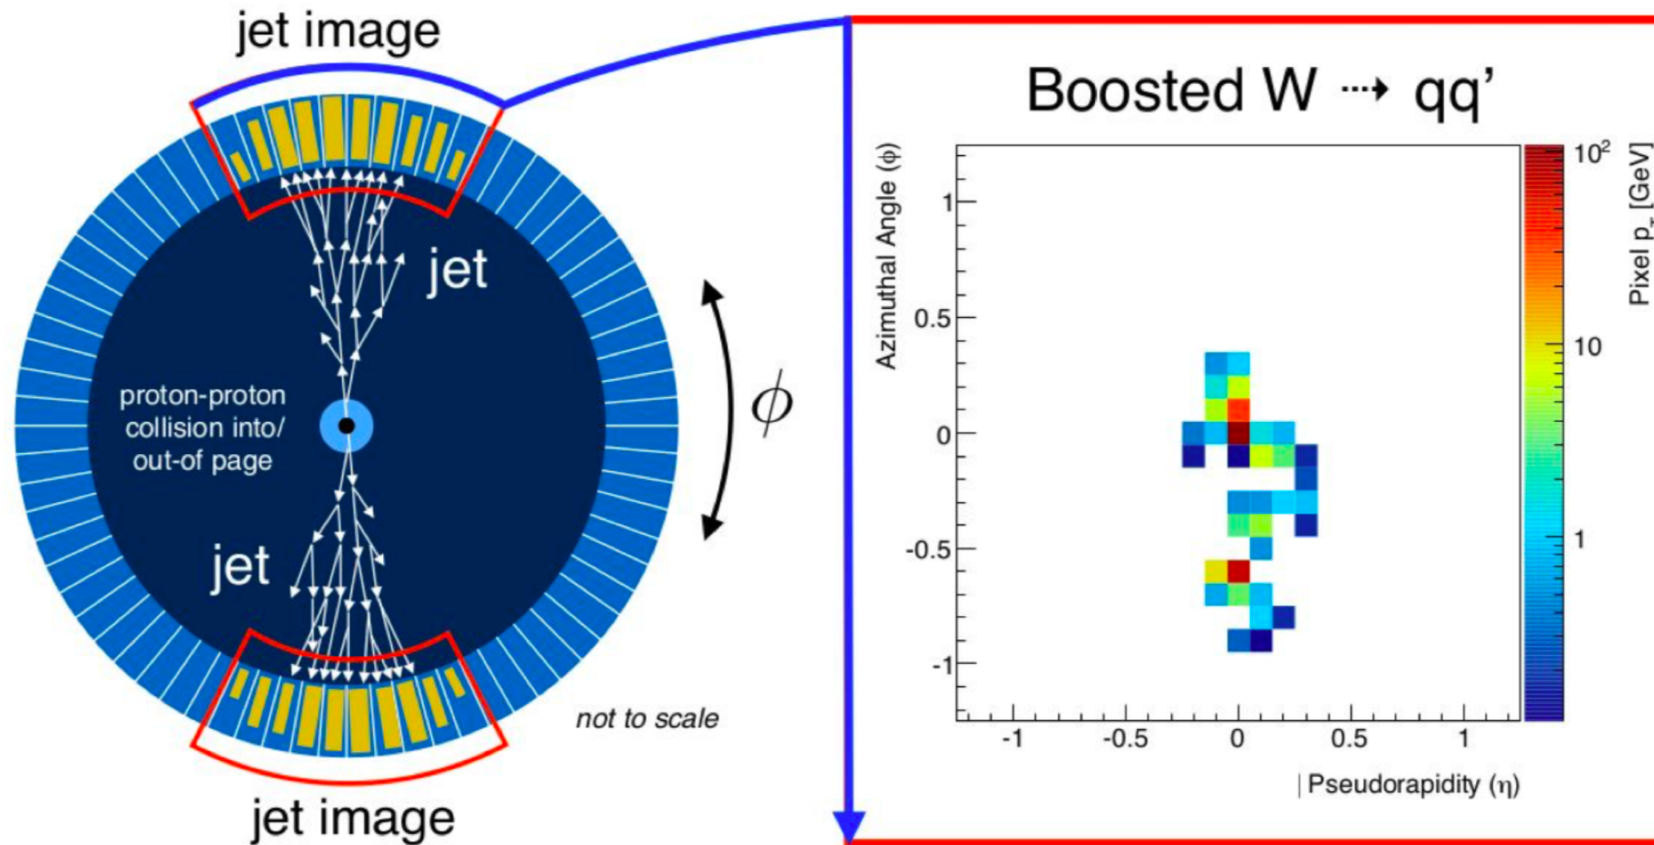 jet image
jet
proton-proton
collision into/
out-of page
ϕ
jet
not to scale
jet image
Boosted W ⇢ qq’
Azimuthal Angle (ϕ)
1
0.5
0
-0.5
-1
-1 -0.5 0 0.5 1
| Pseudorapidity (η)
10²
10
1
Pixel p_T [GeV]